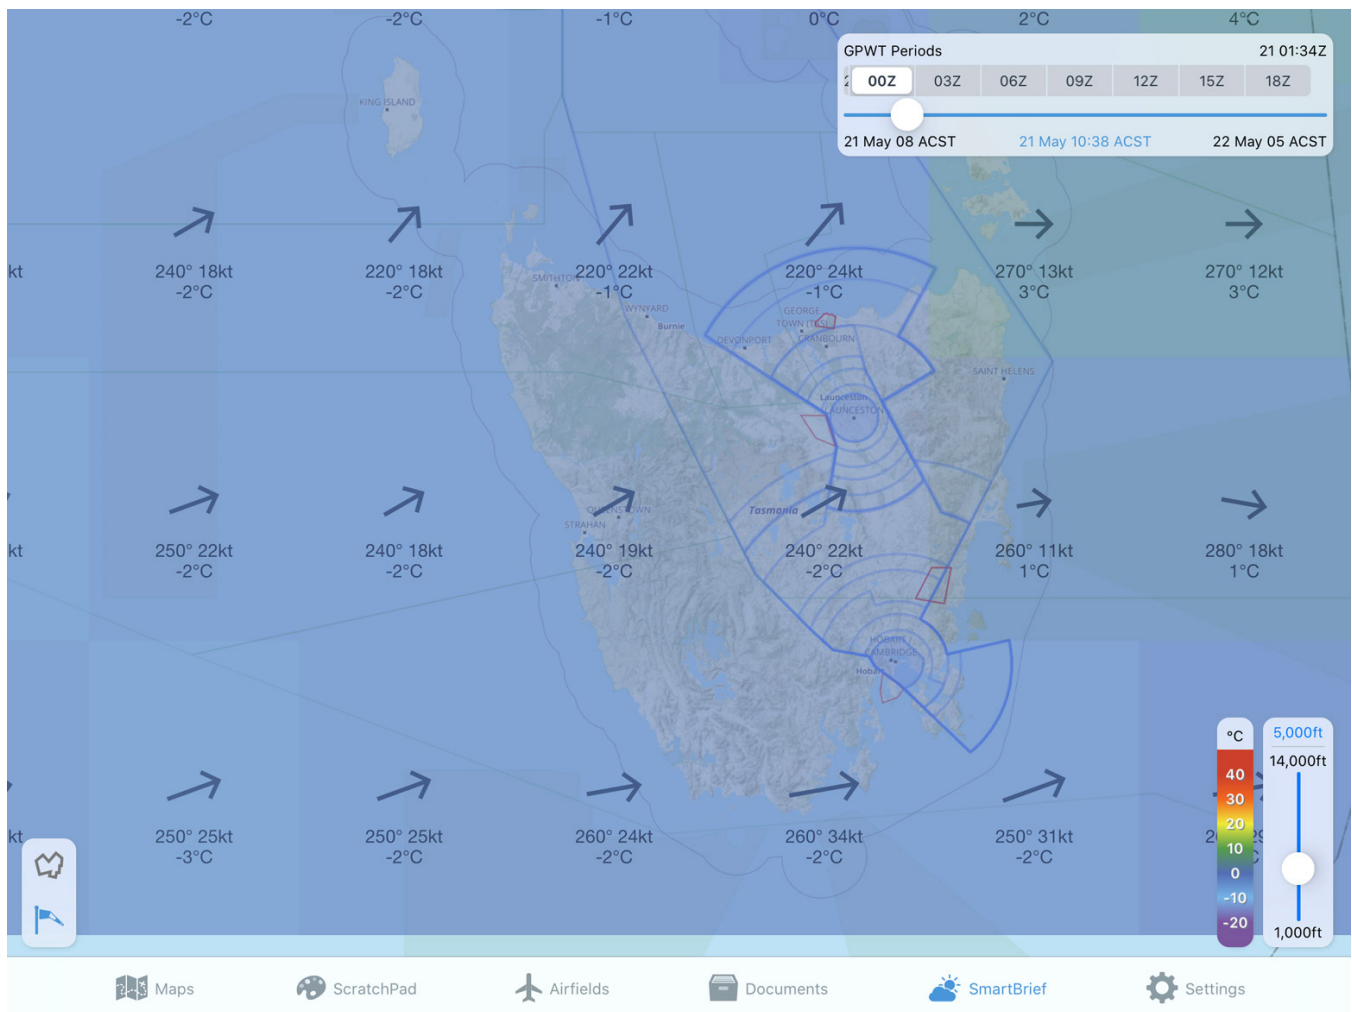 -2°C -2°C -1°C 0°C 2°C 4°C
GPWT Periods 21 01:34Z
00Z 03Z 06Z 09Z 12Z 15Z 18Z
21 May 08 ACST 21 May 10:38 ACST 22 May 05 ACST
KING ISLAND
kt 240° 18kt 220° 18kt 220° 22kt 220° 24kt 270° 13kt 270° 12kt
-2°C -2°C -1°C -1°C 3°C 3°C
SMITHTON
WYNYARD
Burnie
GEORGE
TOWN (TAS)
DEVONPORT
CRANBOURN
SAINT HELENS
Launceston
LAUNCESTON
QUEENSTOWN
STRAHAN
Tasmania
kt 250° 22kt 240° 18kt 240° 19kt 240° 22kt 260° 11kt 280° 18kt
-2°C -2°C -2°C -2°C 1°C 1°C
HOBART /
CAMBRIDGE
Hobart
kt 250° 25kt 250° 25kt 260° 24kt 260° 34kt 250° 31kt
-3°C -2°C -2°C -2°C -2°C
°C
40
30
20
10
0
-10
-20
5,000ft
14,000ft
1,000ft
Maps ScratchPad Airfields Documents SmartBrief Settings